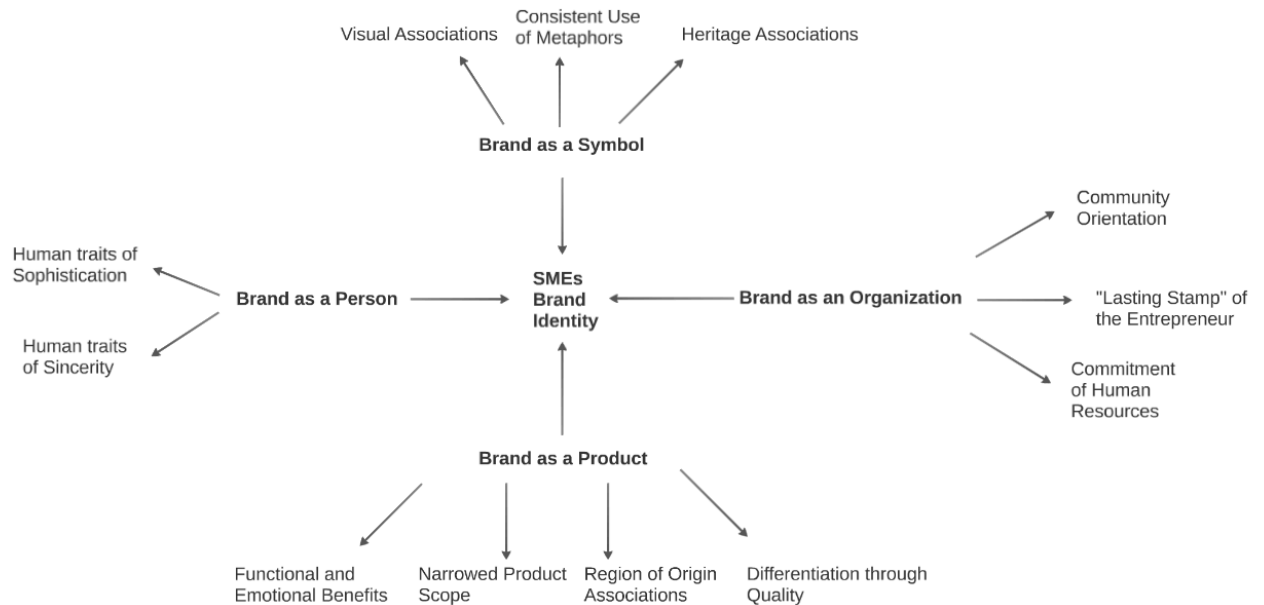 Visual Associations
Consistent Use
of Metaphors
Heritage Associations
Brand as a Symbol
Community
Orientation
Human traits of
Sophistication
Brand as a Person
SMEs
Brand
Identity
Brand as an Organization
"Lasting Stamp" of
the Entrepreneur
Human traits
of Sincerity
Commitment
of Human
Resources
Brand as a Product
Functional and
Emotional Benefits
Narrowed Product
Scope
Region of Origin
Associations
Differentiation through
Quality